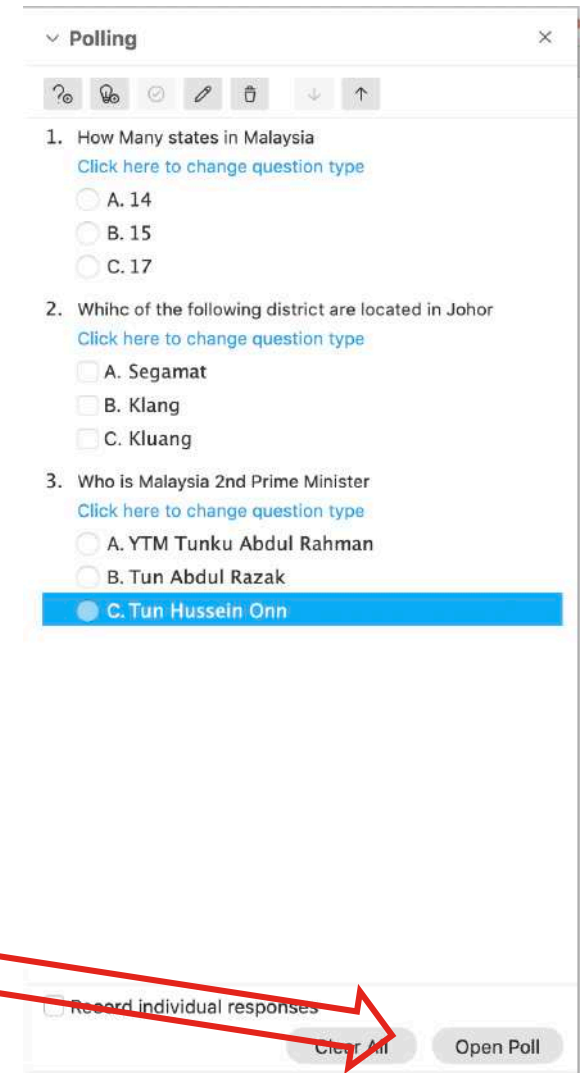 Polling
1. How Many states in Malaysia
Click here to change question type
A. 14
B. 15
C. 17
2. Whihc of the following district are located in Johor
Click here to change question type
A. Segamat
B. Klang
C. Kluang
3. Who is Malaysia 2nd Prime Minister
Click here to change question type
A. YTM Tunku Abdul Rahman
B. Tun Abdul Razak
C. Tun Hussein Onn
Record individual responses
Clear All Open Poll